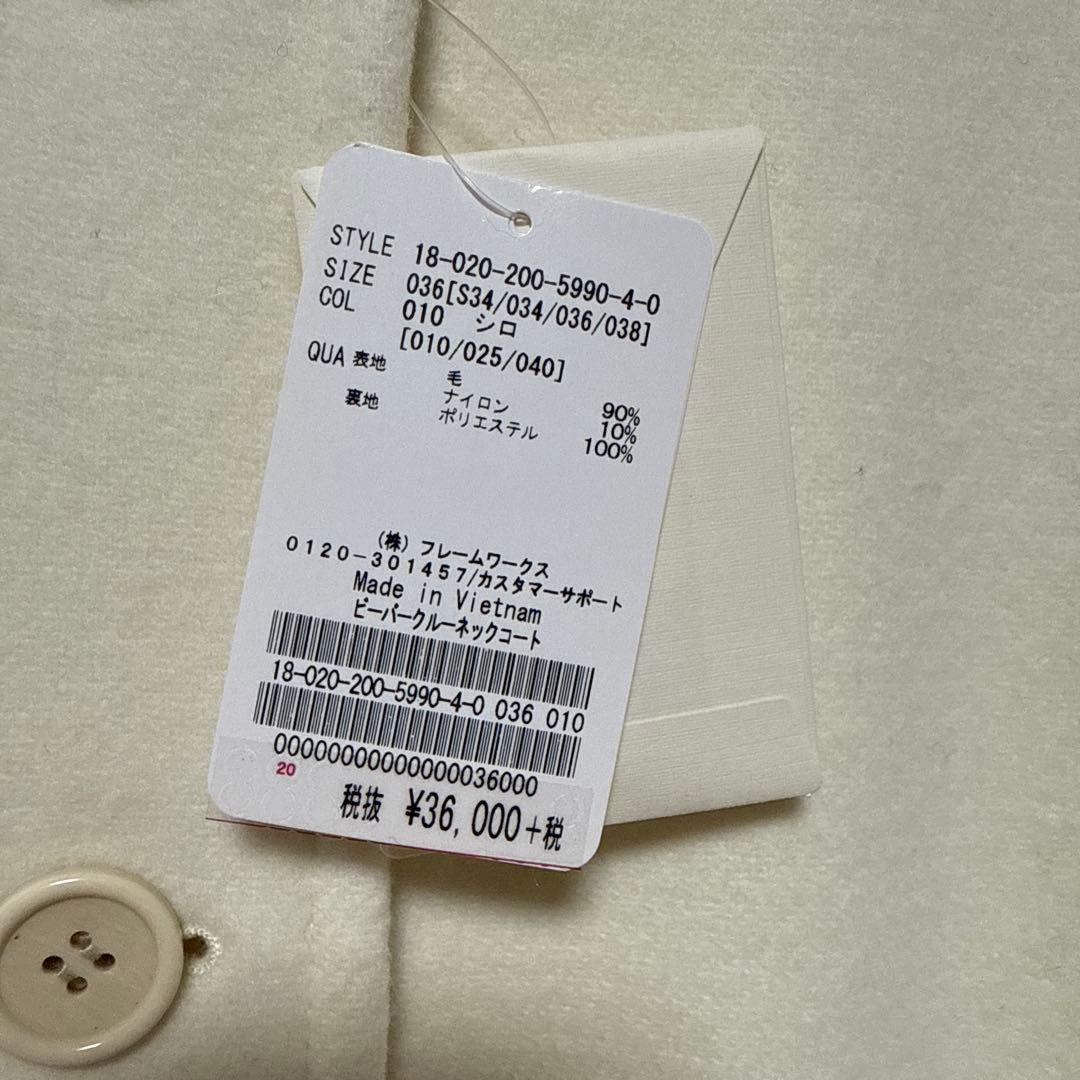 STYLE 18-020-200-5990-4-0
SIZE 036[S34/034/036/038]
COL 010 シロ
[010/025/040]
QUA 表地 毛 90%
ナイロン 10%
裏地 ポリエステル 100%
(株) フレームワークス
0120-301457/カスタマーサポート
Made in Vietnam
ビーバークルーネックコート
18-020-200-5990-4-0 036 010
0000000000000036000
20
税抜 ¥36,000+税